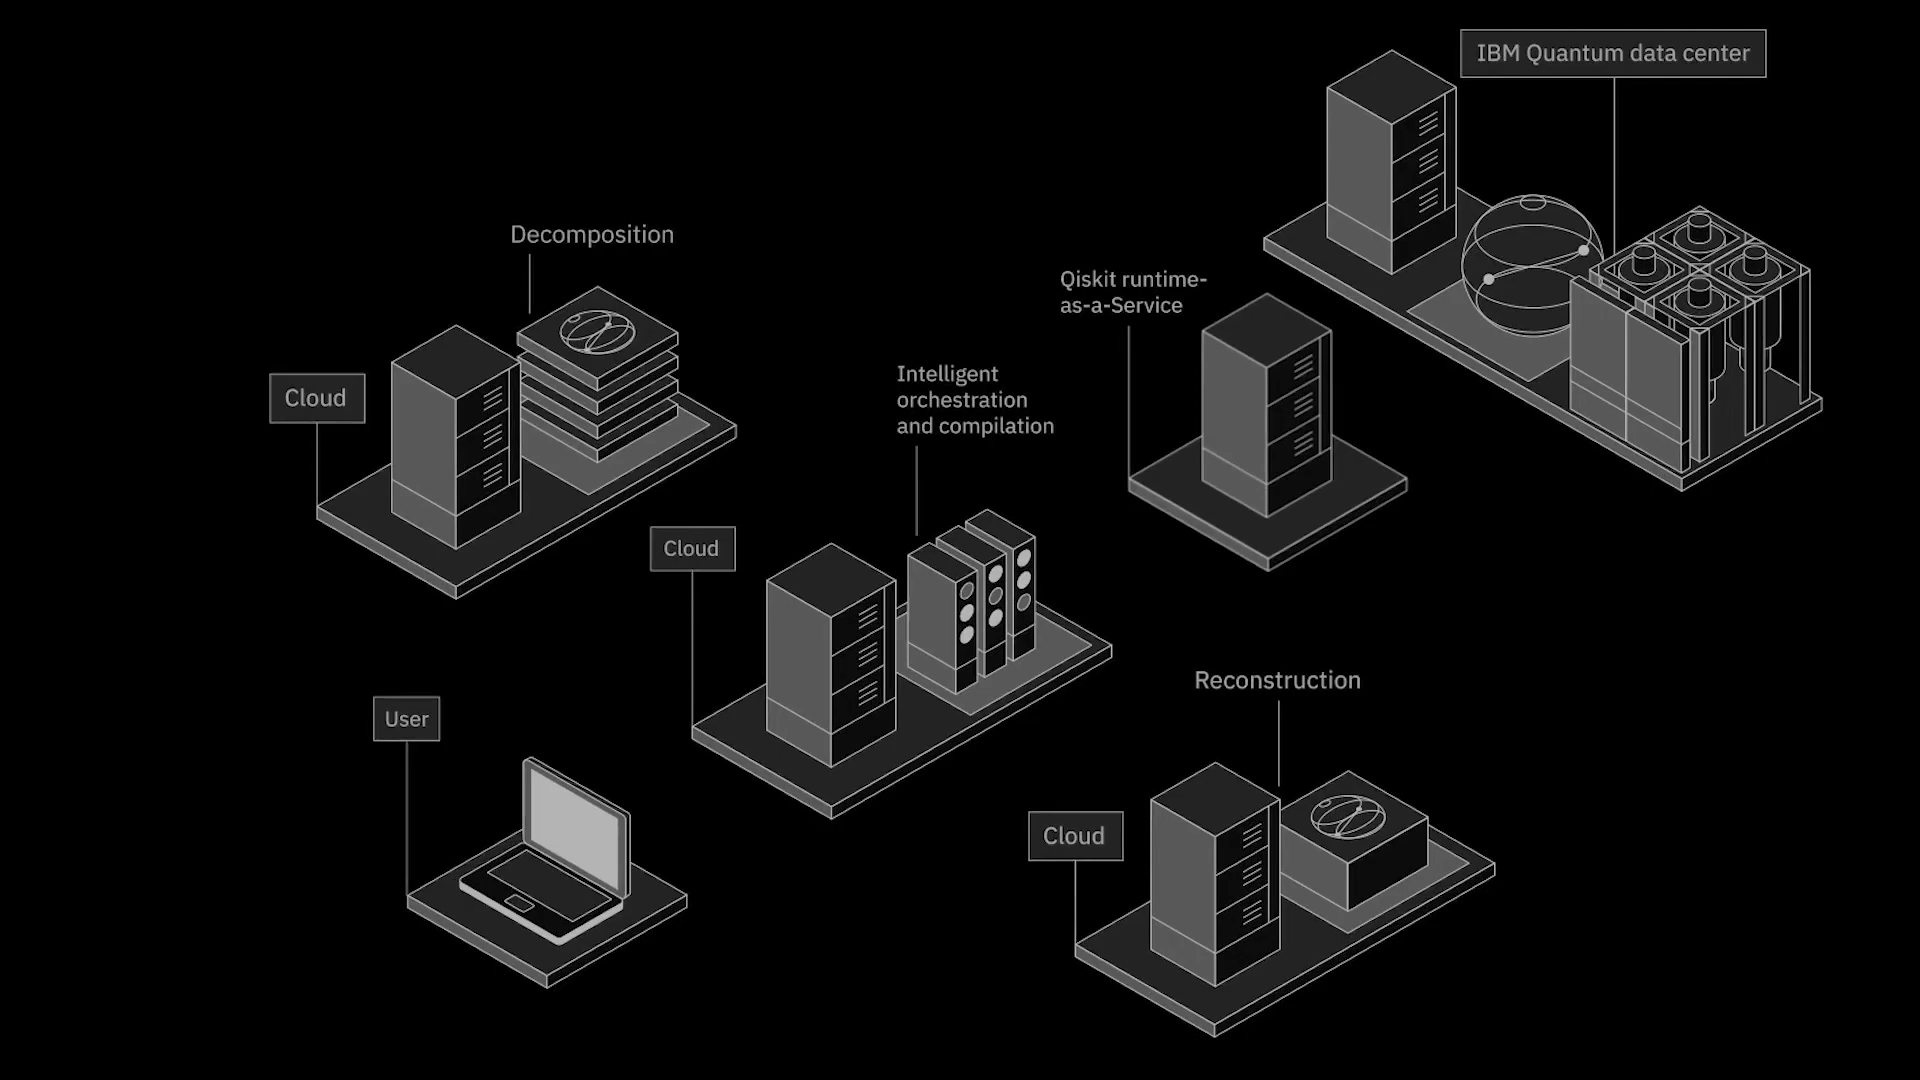 IBM Quantum data center
Decomposition
Qiskit runtime-
as-a-Service
Cloud
Intelligent
orchestration
and compilation
Cloud
User
Reconstruction
Cloud